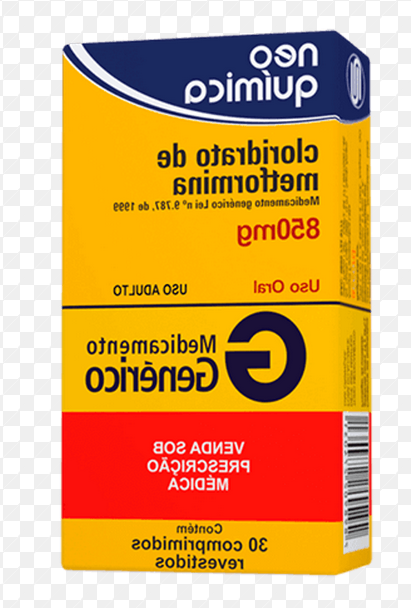 neo
química
cloridrato de
metformina
Medicamento genérico Lei nº 9.787, de 1999
850mg
Uso Oral USO ADULTO
G Medicamento
Genérico
VENDA SOB
PRESCRIÇÃO
MÉDICA
Contém
30 comprimidos
revestidos